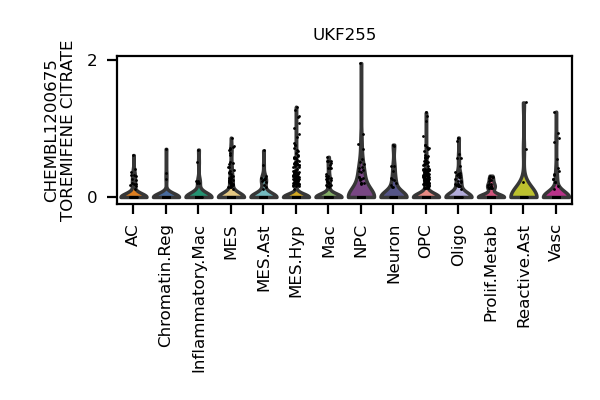 UKF255
CHEMBL1200675
TOREMIFENE CITRATE
2
0
AC
Chromatin.Reg
Inflammatory.Mac
MES
MES.Ast
MES.Hyp
Mac
NPC
Neuron
OPC
Oligo
Prolif.Metab
Reactive.Ast
Vasc